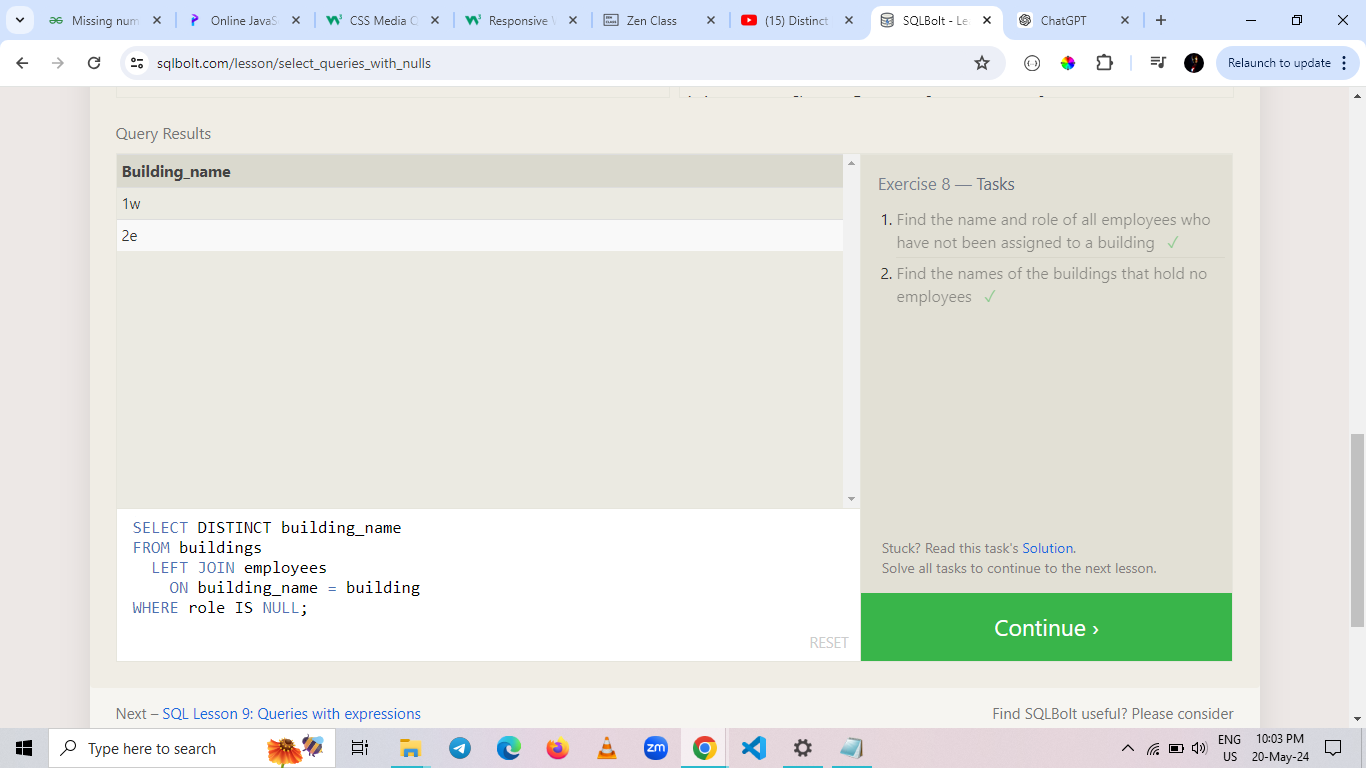 Missing num
Online JavaS
CSS Media Q
Responsive W
Zen Class
(15) Distinct
SQLBolt - Le
ChatGPT
sqlbolt.com/lesson/select_queries_with_nulls
Relaunch to update
Query Results
Building_name
1w
2e
Exercise 8 — Tasks
1. Find the name and role of all employees who
have not been assigned to a building ✓
2. Find the names of the buildings that hold no
employees ✓
SELECT DISTINCT building_name
FROM buildings
LEFT JOIN employees
ON building_name = building
WHERE role IS NULL;
RESET
Stuck? Read this task's Solution.
Solve all tasks to continue to the next lesson.
Continue ›
Next – SQL Lesson 9: Queries with expressions
Find SQLBolt useful? Please consider
Type here to search
zm
ENG
US
10:03 PM
20-May-24